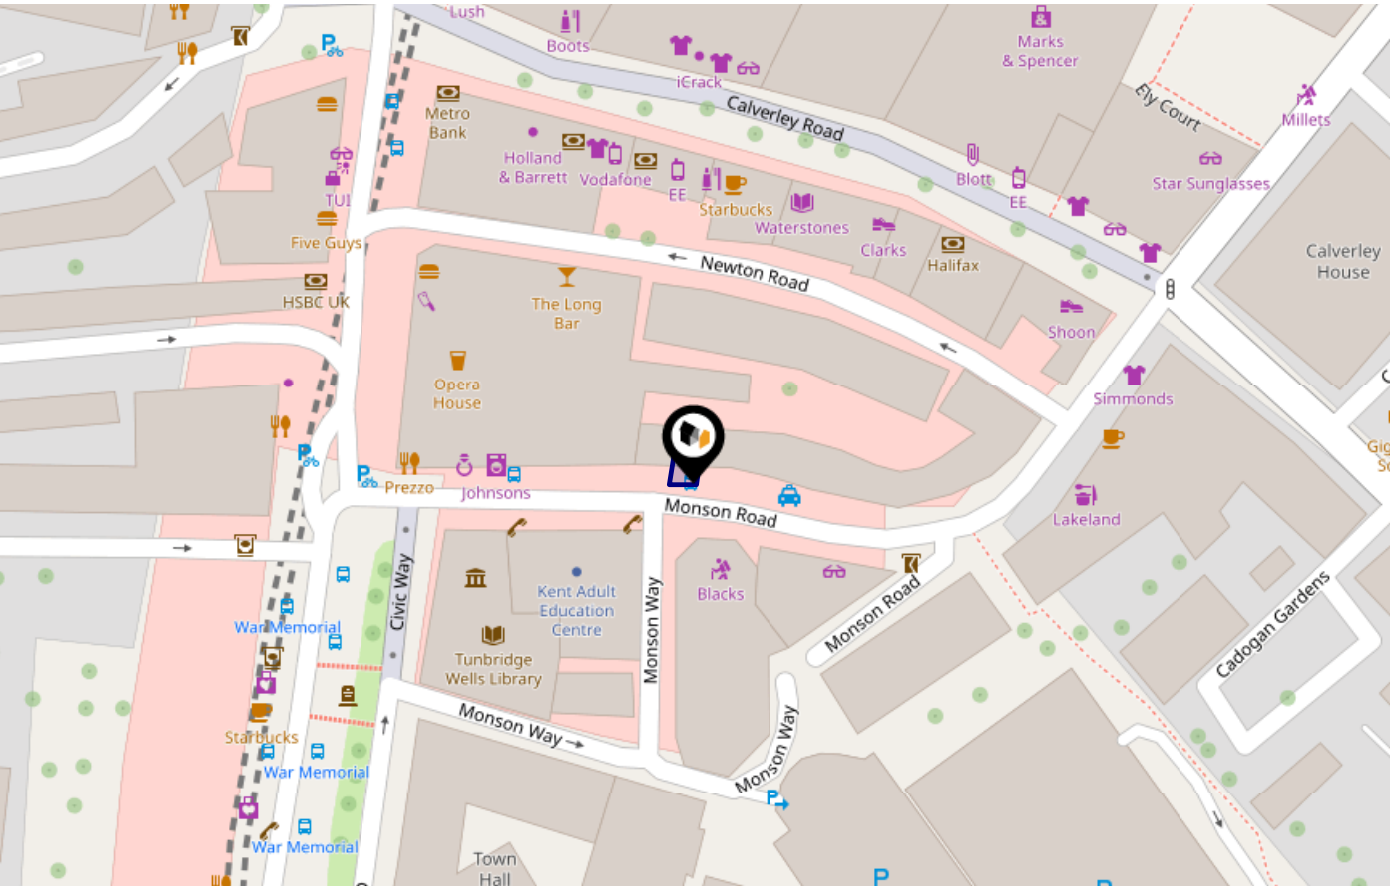 Lush
Boots
iCrack
Marks
& Spencer
Calverley Road
Ely Court
Millets
Metro
Bank
Holland
& Barrett
Vodafone
EE
Starbucks
Waterstones
Clarks
Halifax
Blott
EE
Star Sunglasses
TUI
Five Guys
HSBC UK
Newton Road
Calverley
House
Shoon
The Long
Bar
Opera
House
Simmonds
Prezzo
Johnsons
Monson Road
Lakeland
Civic Way
Kent Adult
Education
Centre
Monson Way
Blacks
Monson Road
Cadogan Gardens
War Memorial
Tunbridge
Wells Library
Starbucks
Monson Way
Monson Way
War Memorial
War Memorial
Town
Hall
P